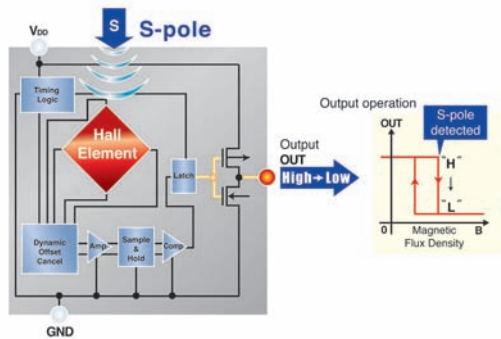 VDD
S
S-pole
Timing
Logic
Hall
Element
Latch
Dynamic
Offset
Cancel
Amp
Sample
&
Hold
Comp
GND
Output
OUT
High→Low
Output operation
S-pole
detected
OUT
"H"
"L"
0
B
Magnetic
Flux Density